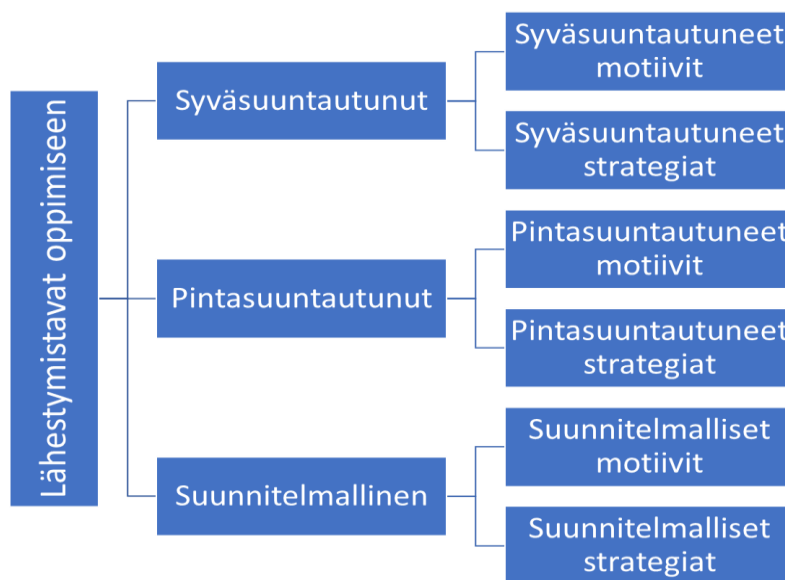 Lähestymistavat oppimiseen
Syväsuuntautunut
Syväsuuntautuneet
motiivit
Syväsuuntautuneet
strategiat
Pintasuuntautunut
Pintasuuntautuneet
motiivit
Pintasuuntautuneet
strategiat
Suunnitelmallinen
Suunnitelmalliset
motiivit
Suunnitelmalliset
strategiat